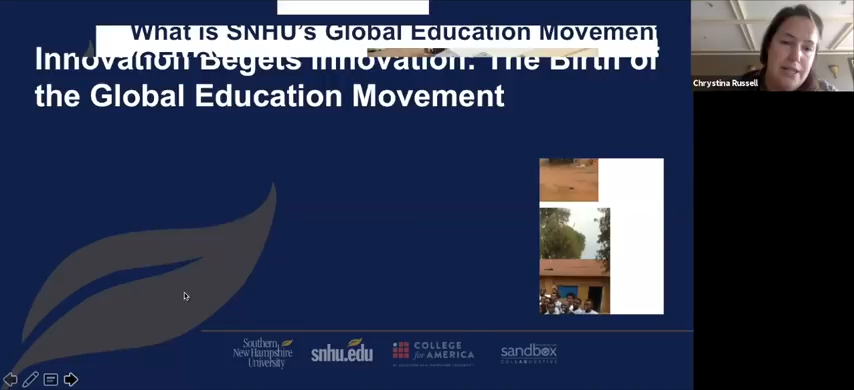 What is SNHU's Global Education Movement
Innovation Begets Innovation: The Birth of
the Global Education Movement
Chrystina Russell
Southern
New Hampshire
University
snhu.edu
COLLEGE
for AMERICA
sandbox
COLLABORATIVE